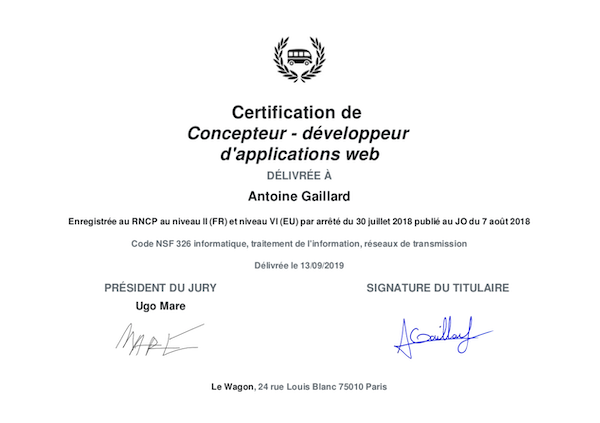 Certification de
Concepteur - développeur
d'applications web
DÉLIVRÉE À
Antoine Gaillard
Enregistrée au RNCP au niveau II (FR) et niveau VI (EU) par arrêté du 30 juillet 2018 publié au JO du 7 août 2018
Code NSF 326 informatique, traitement de l'information, réseaux de transmission
Délivrée le 13/09/2019
PRÉSIDENT DU JURY
SIGNATURE DU TITULAIRE
Ugo Mare
MARE
AGaillard
Le Wagon, 24 rue Louis Blanc 75010 Paris